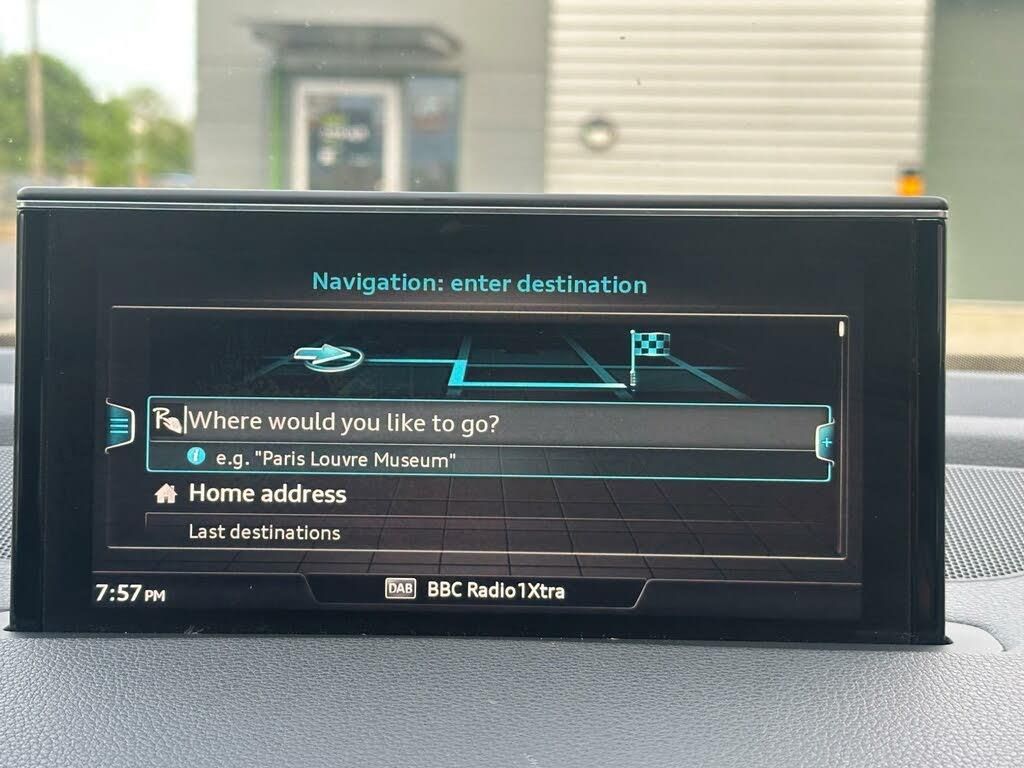 Navigation: enter destination
Where would you like to go?
e.g. "Paris Louvre Museum"
Home address
Last destinations
7:57 PM
DAB BBC Radio1Xtra